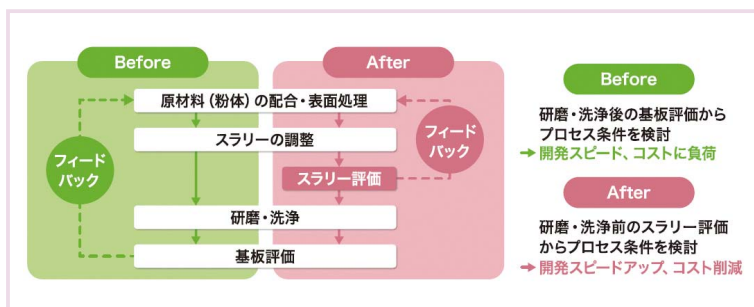 Before
After
原材料（粉体）の配合・表面処理
スラリーの調整
スラリー評価
研磨・洗浄
基板評価
フィード
バック
フィード
バック
Before
研磨・洗浄後の基板評価から
プロセス条件を検討
→ 開発スピード、コストに負荷
After
研磨・洗浄前のスラリー評価
からプロセス条件を検討
→ 開発スピードアップ、コスト削減